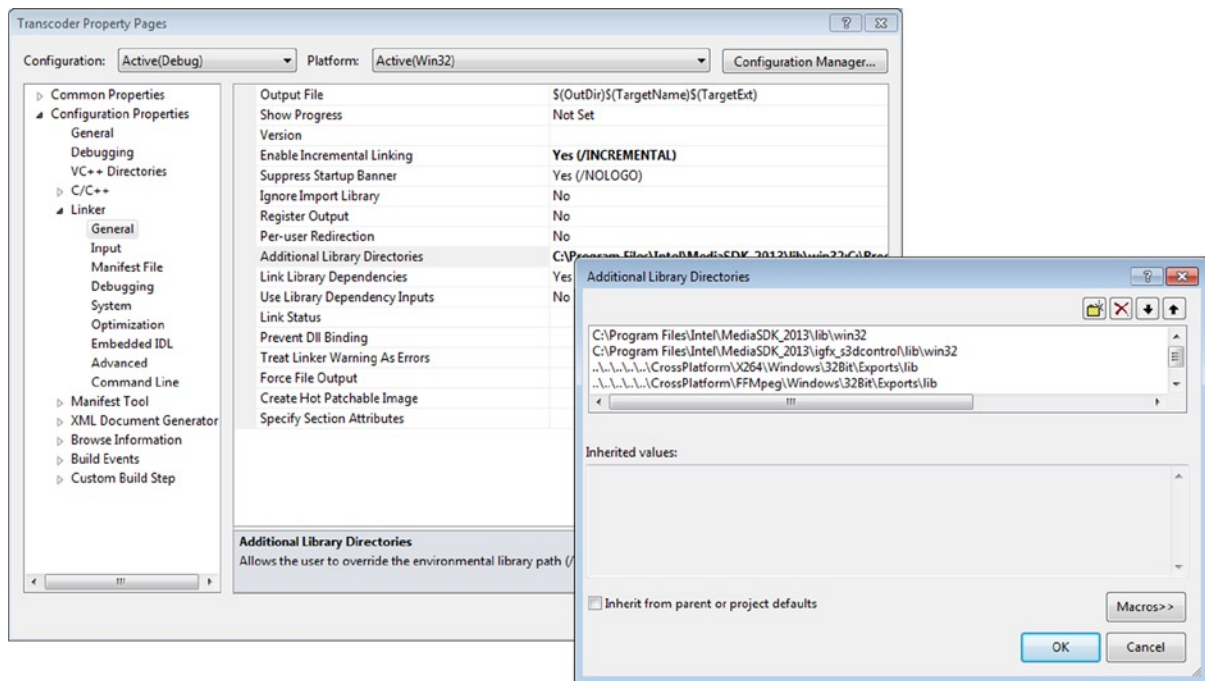 Transcoder Property Pages
Configuration: Active(Debug) Platform: Active(Win32) Configuration Manager...
Common Properties
Configuration Properties
General
Debugging
VC++ Directories
C/C++
Linker
General
Input
Manifest File
Debugging
System
Optimization
Embedded IDL
Advanced
Command Line
Manifest Tool
XML Document Generator
Browse Information
Build Events
Custom Build Step
Output File $(OutDir)$(TargetName)$(TargetExt)
Show Progress Not Set
Version
Enable Incremental Linking Yes (/INCREMENTAL)
Suppress Startup Banner Yes (/NOLOGO)
Ignore Import Library No
Register Output No
Per-user Redirection No
Additional Library Directories C:\Program Files\Intel\MediaSDK_2013\lib\win32;C:\Proc
Link Library Dependencies Yes
Use Library Dependency Inputs No
Link Status
Prevent Dll Binding
Treat Linker Warning As Errors
Force File Output
Create Hot Patchable Image
Specify Section Attributes
Additional Library Directories
Allows the user to override the environmental library path (/
Additional Library Directories
C:\Program Files\Intel\MediaSDK_2013\lib\win32
C:\Program Files\Intel\MediaSDK_2013\igfx_s3dcontrol\lib\win32
..\..\..\..\..\CrossPlatform\X264\Windows\32Bit\Exports\lib
..\..\..\..\..\CrossPlatform\FFMpeg\Windows\32Bit\Exports\lib
Inherited values:
Inherit from parent or project defaults
Macros>>
OK Cancel